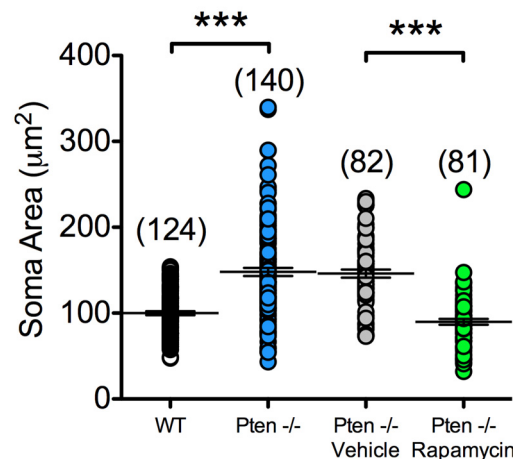 *** ***
400
300
200
100
0
Soma Area (μm²)
(124)
(140)
(82)
(81)
WT
Pten -/-
Pten -/-
Vehicle
Pten -/-
Rapamycin